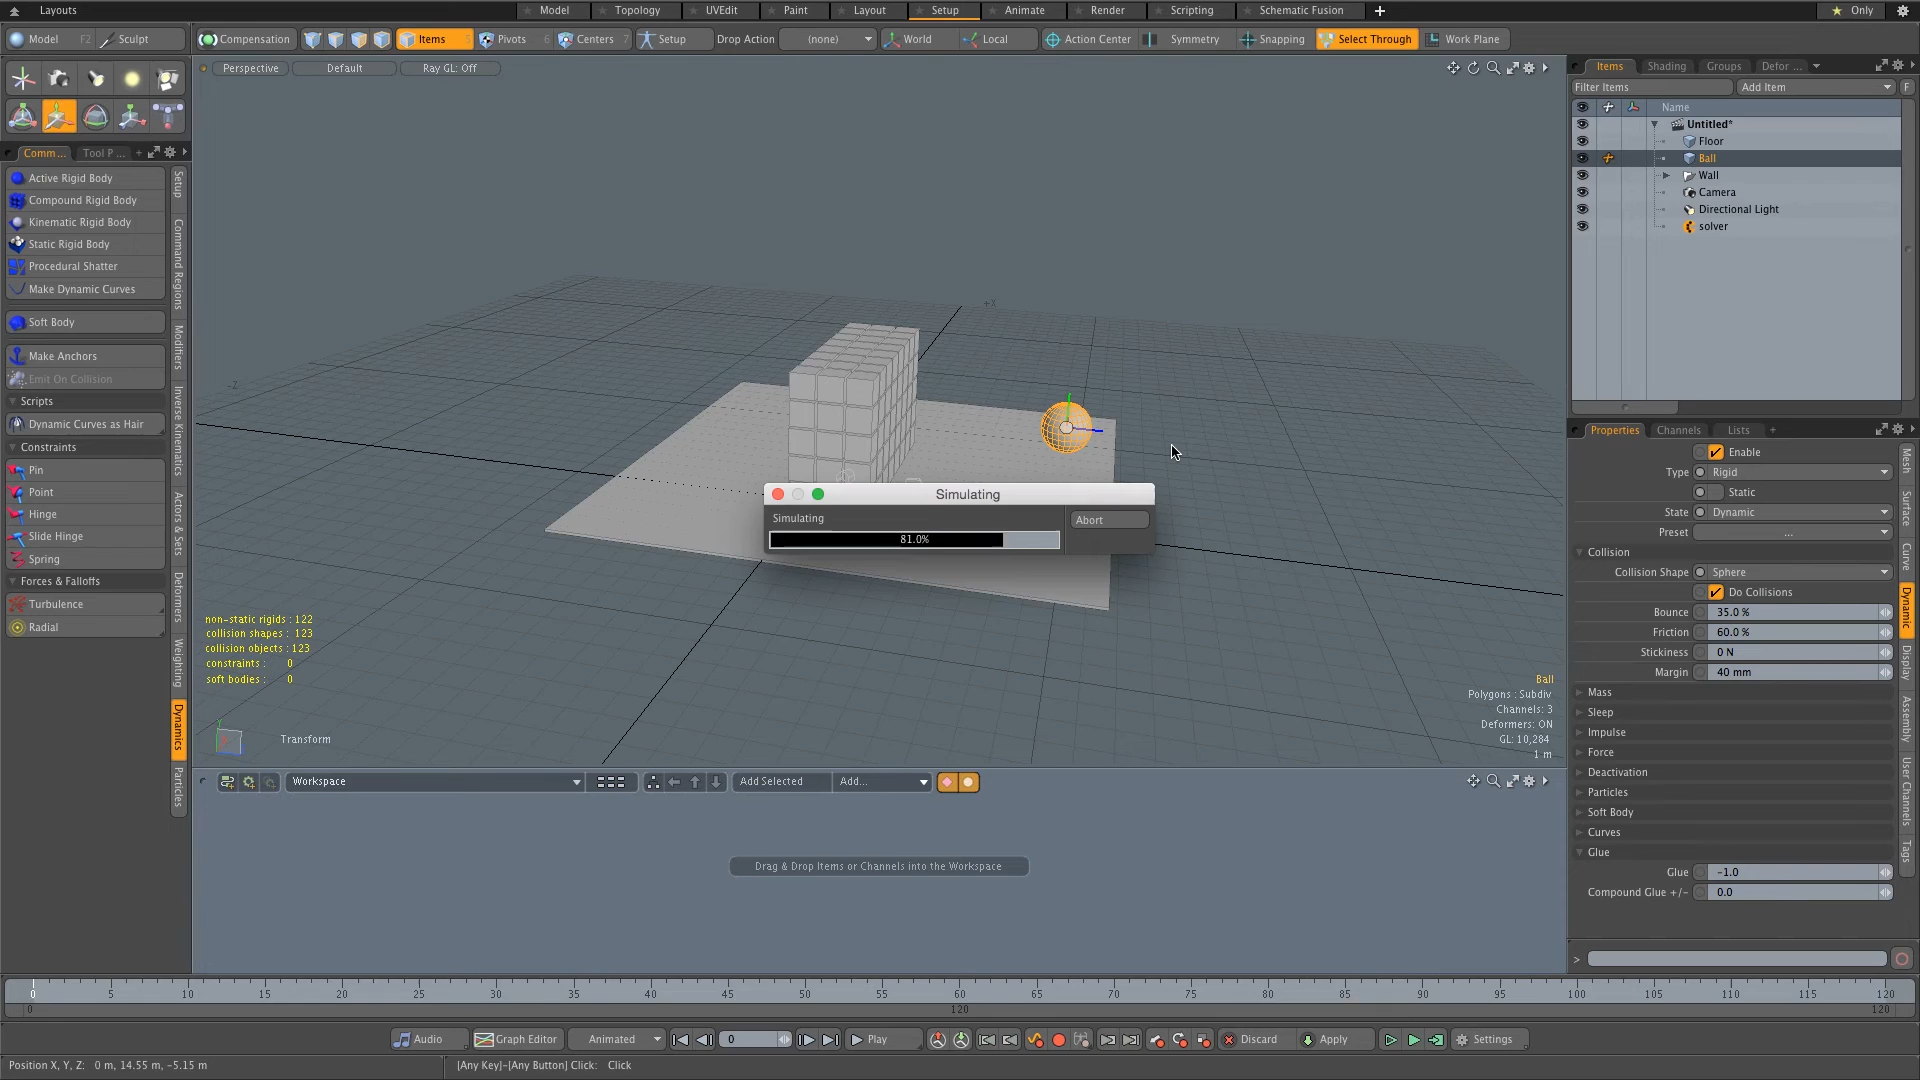 Layouts
Model
Topology
UVEdit
Paint
Layout
Setup
Animate
Render
Scripting
Schematic Fusion
Only
Model F2
Sculpt
Compensation
Items 5
Pivots 6
Centers 7
Setup
Drop Action
(none)
World
Local
Action Center
Symmetry
Snapping
Select Through
Work Plane
Perspective
Default
Ray GL: Off
Comm...
Tool P...
Active Rigid Body
Compound Rigid Body
Kinematic Rigid Body
Static Rigid Body
Procedural Shatter
Make Dynamic Curves
Soft Body
Make Anchors
Emit On Collision
Scripts
Dynamic Curves as Hair
Constraints
Pin
Point
Hinge
Slide Hinge
Spring
Forces & Falloffs
Turbulence
Radial
Setup
Command Regions
Modifiers
Inverse Kinematics
Actors & Sets
Deformers
Weighting
Dynamics
Particles
+X
-Z
Simulating
Simulating
Abort
81.0%
non-static rigids : 122
collision shapes : 123
collision objects : 123
constraints : 0
soft bodies : 0
Transform
Ball
Polygons : Subdiv
Channels: 3
Deformers: ON
GL: 10,284
1 m
Workspace
Add Selected
Add...
Drag & Drop Items or Channels into the Workspace
Items
Shading
Groups
Defor ...
Filter Items
Add Item
F
Name
Untitled*
Floor
Ball
Wall
Camera
Directional Light
solver
Properties
Channels
Lists
Enable
Type Rigid
Static
State Dynamic
Preset ...
Collision
Collision Shape Sphere
Do Collisions
Bounce 35.0 %
Friction 60.0 %
Stickiness 0 N
Margin 40 mm
Mass
Sleep
Impulse
Force
Deactivation
Particles
Soft Body
Curves
Glue
Glue -1.0
Compound Glue +/- 0.0
Mesh
Surface
Curve
Dynamic
Display
Assembly
User Channels
Tags
0 5 10 15 20 25 30 35 40 45 50 55 60 65 70 75 80 85 90 95 100 105 110 115 120
0 120 120
Audio
Graph Editor
Animated
0
Play
Discard
Apply
Settings
Position X, Y, Z: 0 m, 14.55 m, -5.15 m
[Any Key]-[Any Button] Click: Click